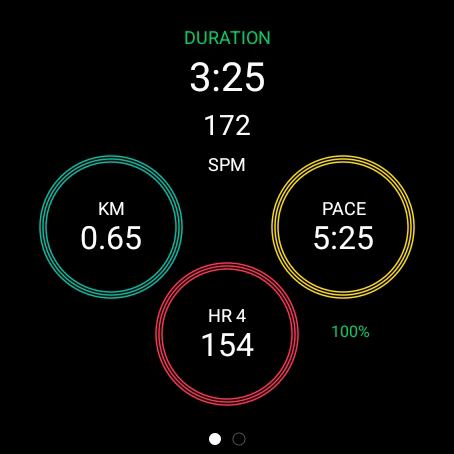 DURATION
3:25
172
SPM
KM
0.65
PACE
5:25
HR 4
154
100%